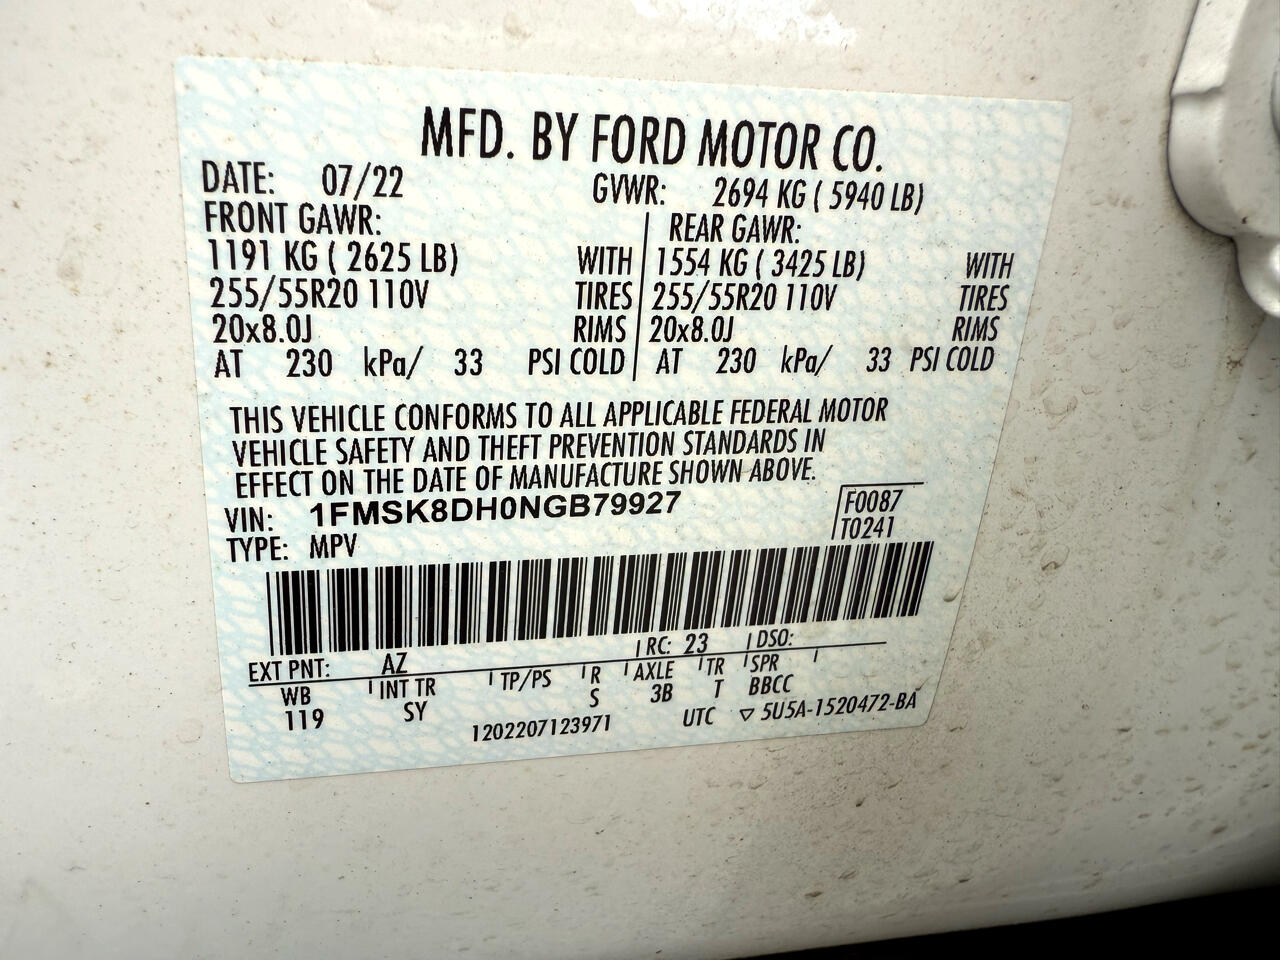 MFD. BY FORD MOTOR CO.
DATE: 07/22 GVWR: 2694 KG ( 5940 LB)
FRONT GAWR: REAR GAWR:
1191 KG ( 2625 LB) WITH 1554 KG ( 3425 LB) WITH
255/55R20 110V TIRES 255/55R20 110V TIRES
20x8.0J RIMS 20x8.0J RIMS
AT 230 kPa/ 33 PSI COLD AT 230 kPa/ 33 PSI COLD
THIS VEHICLE CONFORMS TO ALL APPLICABLE FEDERAL MOTOR
VEHICLE SAFETY AND THEFT PREVENTION STANDARDS IN
EFFECT ON THE DATE OF MANUFACTURE SHOWN ABOVE.
VIN: 1FMSK8DH0NGB79927 F0087
TYPE: MPV T0241
EXT PNT: AZ RC: 23 DSO:
WB INT TR TP/PS R AXLE TR SPR
119 SY S 3B T BBCC
1202207123971 UTC ▽ 5U5A-1520472-BA